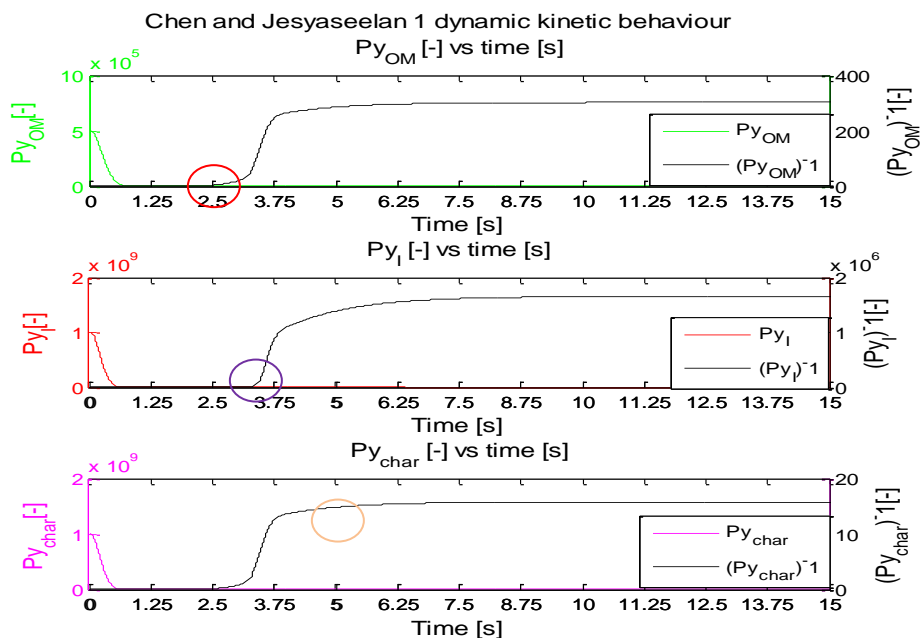 Chen and Jesyaseelan 1 dynamic kinetic behaviour
Py_OM [-] vs time [s]
x 10^5
10
5
0
Py_OM[-]
400
200
0
(Py_OM)^-1[-]
Py_OM
(Py_OM)^-1
0 1.25 2.5 3.75 5 6.25 7.5 8.75 10 11.25 12.5 13.75 15
Time [s]
Py_I [-] vs time [s]
x 10^9
x 10^6
2
1
0
Py_I[-]
2
1
0
(Py_I)^-1[-]
Py_I
(Py_I)^-1
0 1.25 2.5 3.75 5 6.25 7.5 8.75 10 11.25 12.5 13.75 15
Time [s]
Py_char [-] vs time [s]
x 10^9
2
1
0
Py_char[-]
20
10
0
(Py_char)^-1[-]
Py_char
(Py_char)^-1
0 1.25 2.5 3.75 5 6.25 7.5 8.75 10 11.25 12.5 13.75 15
Time [s]